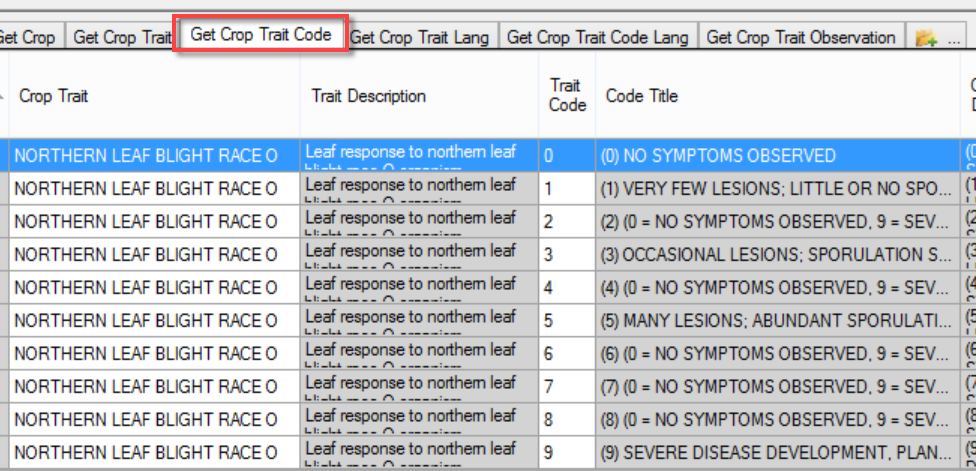 Get Crop Get Crop Trait Get Crop Trait Code Get Crop Trait Lang Get Crop Trait Code Lang Get Crop Trait Observation ...
Crop Trait Trait Description Trait Code Code Title
NORTHERN LEAF BLIGHT RACE O Leaf response to northern leaf 0 (0) NO SYMPTOMS OBSERVED
NORTHERN LEAF BLIGHT RACE O Leaf response to northern leaf 1 (1) VERY FEW LESIONS; LITTLE OR NO SPO...
NORTHERN LEAF BLIGHT RACE O Leaf response to northern leaf 2 (2) (0 = NO SYMPTOMS OBSERVED, 9 = SEV...
NORTHERN LEAF BLIGHT RACE O Leaf response to northern leaf 3 (3) OCCASIONAL LESIONS; SPORULATION S...
NORTHERN LEAF BLIGHT RACE O Leaf response to northern leaf 4 (4) (0 = NO SYMPTOMS OBSERVED, 9 = SEV...
NORTHERN LEAF BLIGHT RACE O Leaf response to northern leaf 5 (5) MANY LESIONS; ABUNDANT SPORULATI...
NORTHERN LEAF BLIGHT RACE O Leaf response to northern leaf 6 (6) (0 = NO SYMPTOMS OBSERVED, 9 = SEV...
NORTHERN LEAF BLIGHT RACE O Leaf response to northern leaf 7 (7) (0 = NO SYMPTOMS OBSERVED, 9 = SEV...
NORTHERN LEAF BLIGHT RACE O Leaf response to northern leaf 8 (8) (0 = NO SYMPTOMS OBSERVED, 9 = SEV...
NORTHERN LEAF BLIGHT RACE O Leaf response to northern leaf 9 (9) SEVERE DISEASE DEVELOPMENT, PLAN...